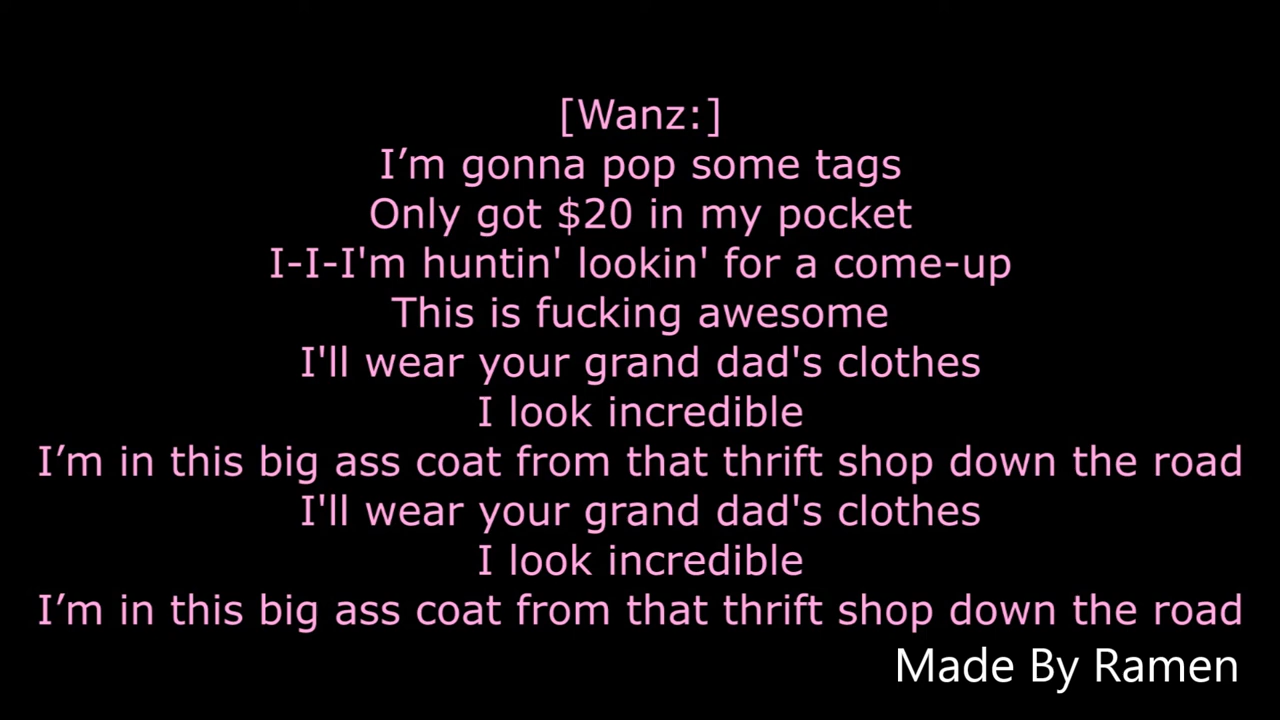 [Wanz:]
I’m gonna pop some tags
Only got $20 in my pocket
I-I-I'm huntin' lookin' for a come-up
This is fucking awesome
I'll wear your grand dad's clothes
I look incredible
I’m in this big ass coat from that thrift shop down the road
I'll wear your grand dad's clothes
I look incredible
I’m in this big ass coat from that thrift shop down the road
Made By Ramen